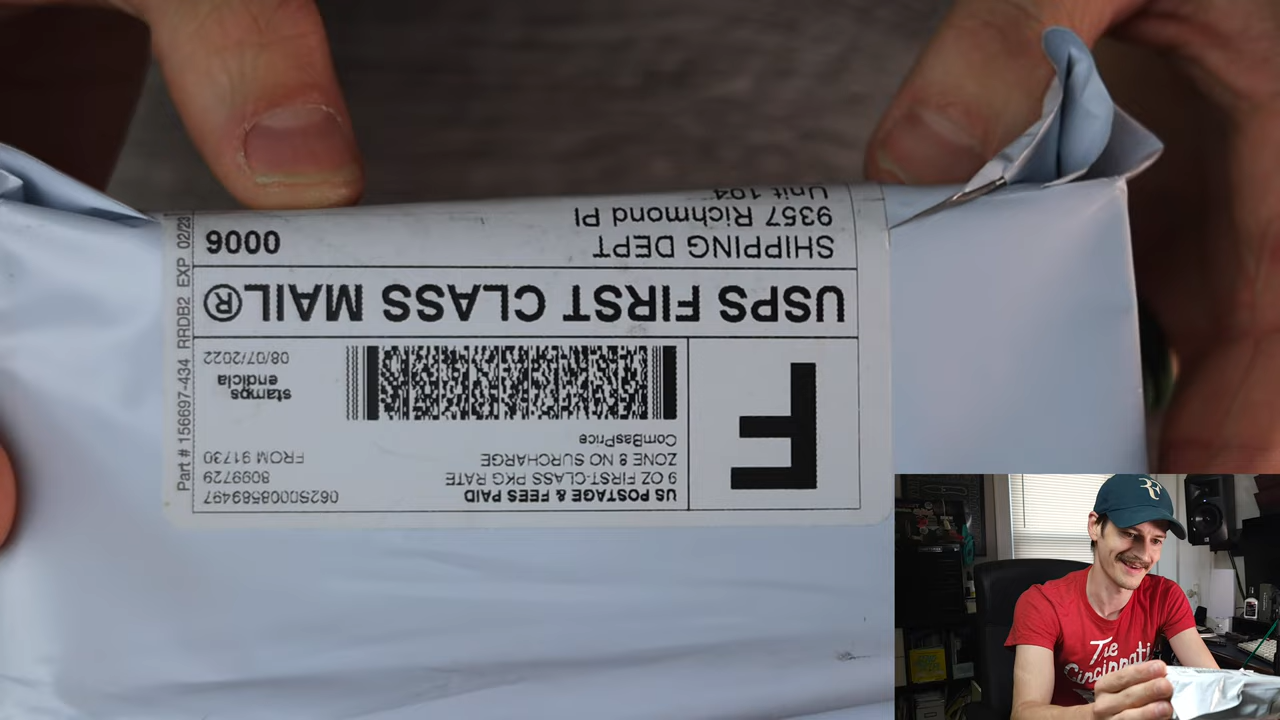 US POSTAGE & FEES PAID
9 OZ FIRST-CLASS PKG RATE
ZONE 8 NO SURCHARGE
ComBasPrice
062S0008589497
8099729
FROM 91730
stamps
endicia
08/07/2022
F
USPS FIRST CLASS MAIL®
SHIPPING DEPT
9357 Richmond Pl
Unit 104
0006
Part # 156697-434 RRDB2 EXP 02/23
The
Cincinnati